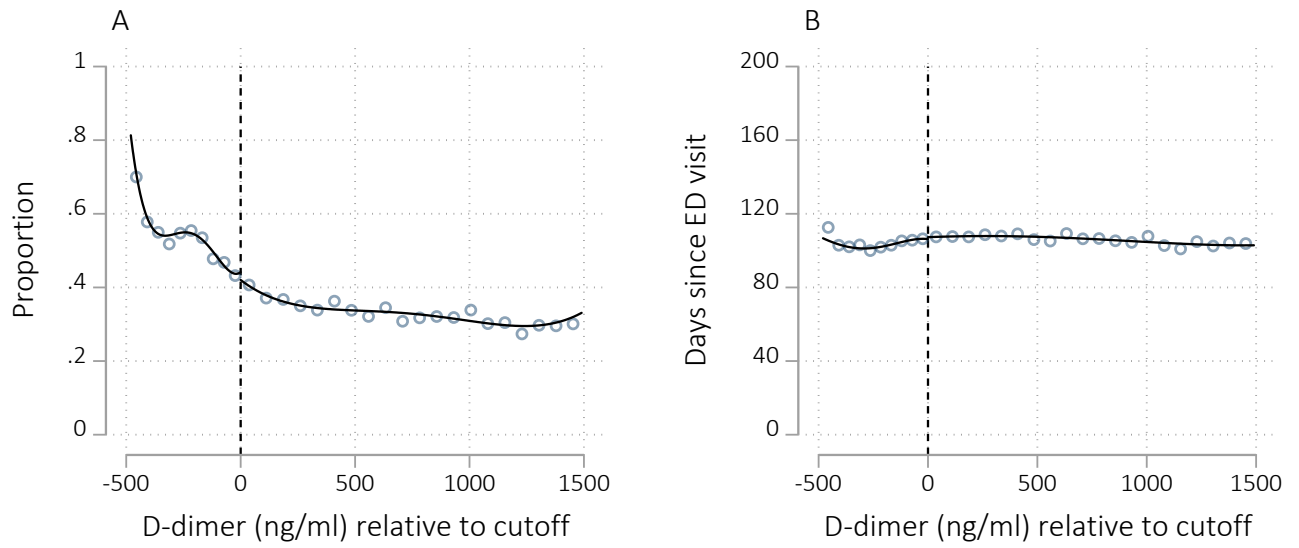 A
Proportion
1
.8
.6
.4
.2
0
-500 0 500 1000 1500
D-dimer (ng/ml) relative to cutoff
B
Days since ED visit
200
160
120
80
40
0
-500 0 500 1000 1500
D-dimer (ng/ml) relative to cutoff